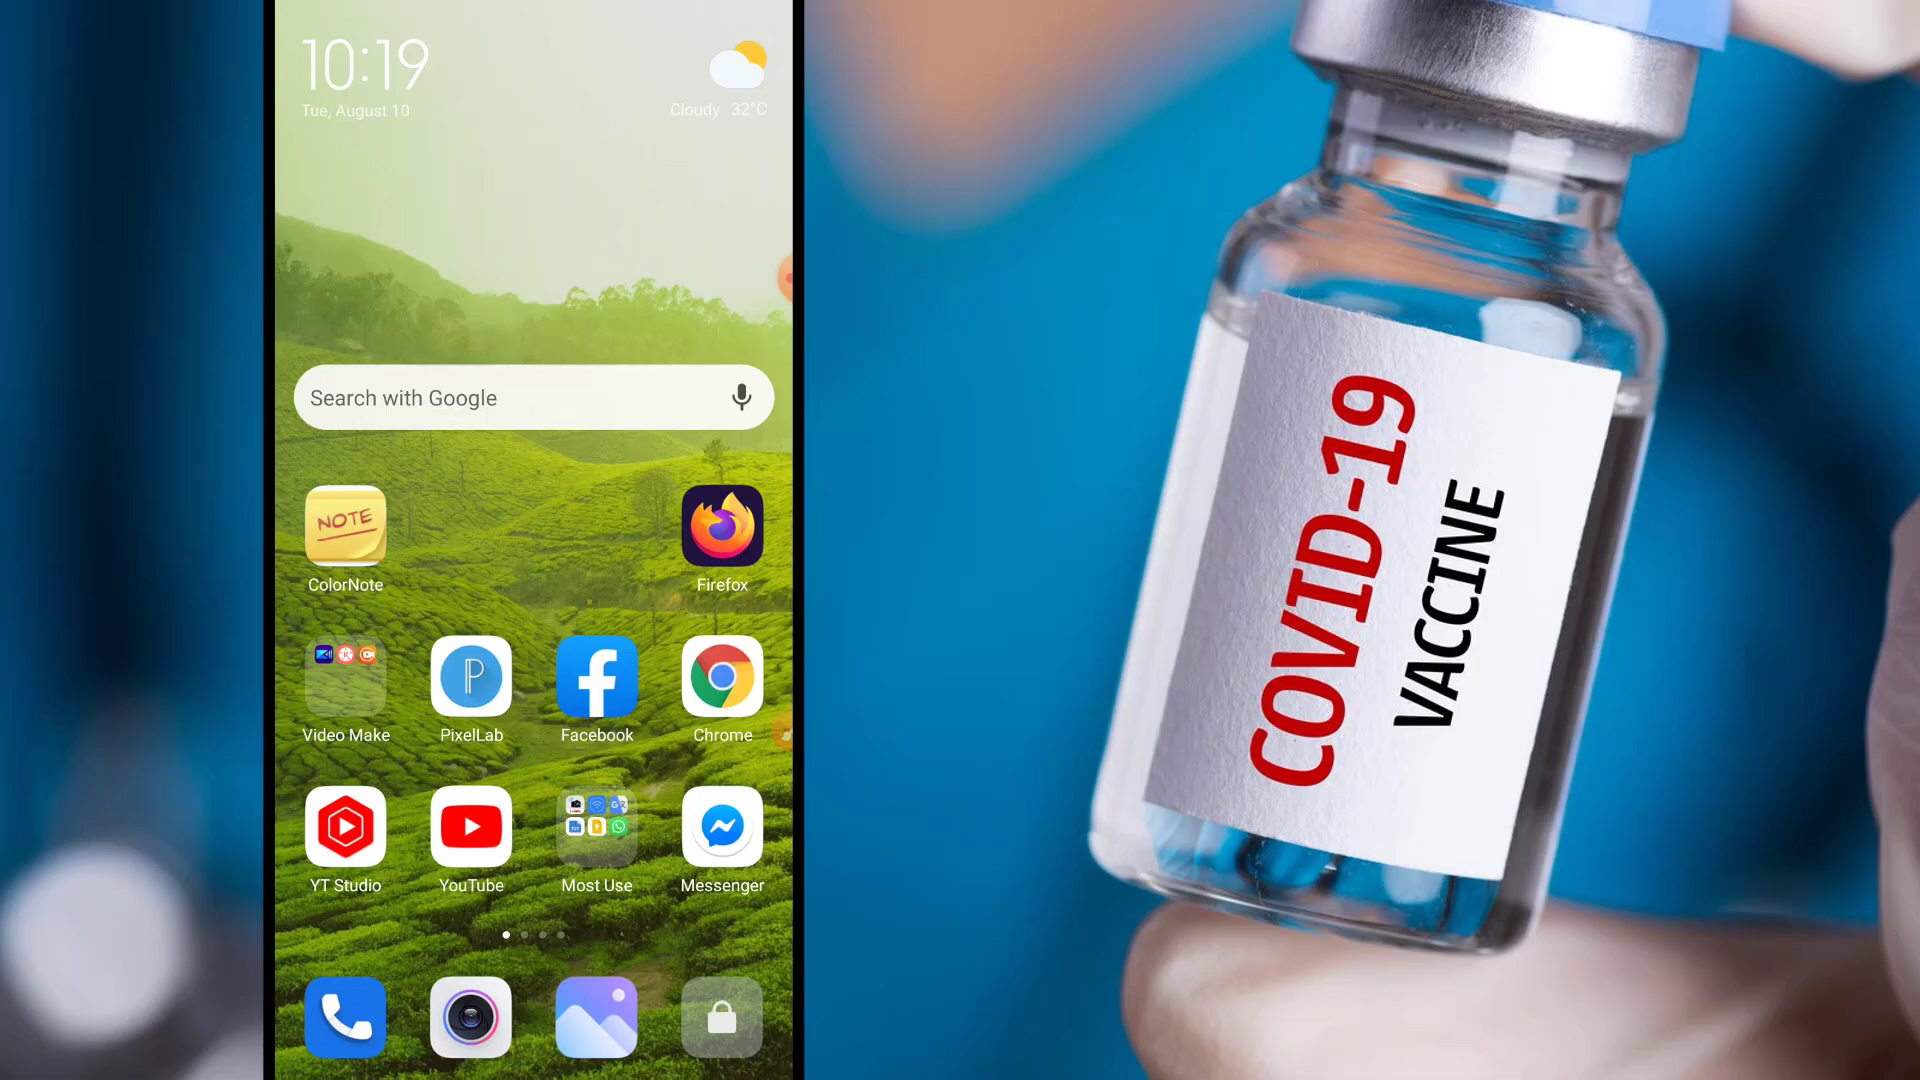 10:19
Tue, August 10
Cloudy 32°C
Search with Google
NOTE
ColorNote
Firefox
Video Make
PixelLab
Facebook
Chrome
YT Studio
YouTube
Most Use
Messenger
COVID-19
VACCINE